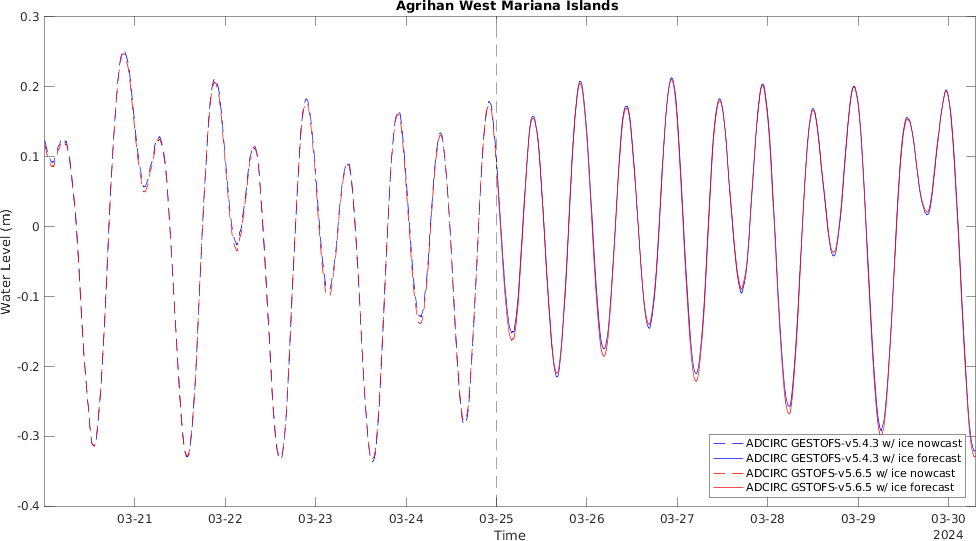 Agrihan West Mariana Islands
0.3
0.2
0.1
0
-0.1
-0.2
-0.3
-0.4
Water Level (m)
ADCIRC GESTOFS-v5.4.3 w/ ice nowcast
ADCIRC GESTOFS-v5.4.3 w/ ice forecast
ADCIRC GSTOFS-v5.6.5 w/ ice nowcast
ADCIRC GSTOFS-v5.6.5 w/ ice forecast
03-21 03-22 03-23 03-24 03-25 03-26 03-27 03-28 03-29 03-30
Time 2024